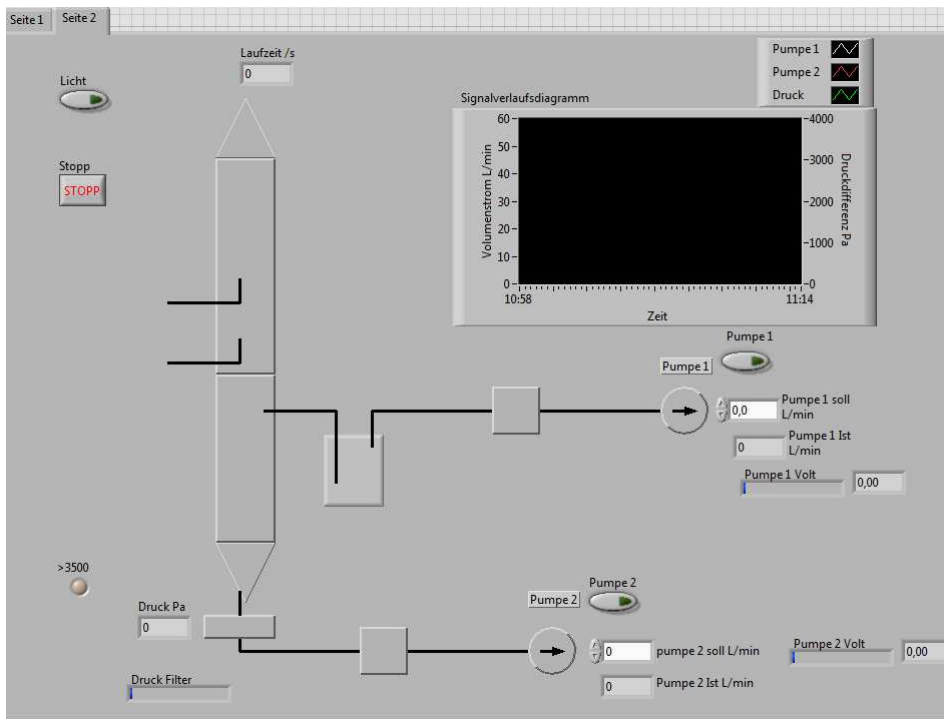 Seite 1
Seite 2
Laufzeit /s
0
Licht
Stopp
STOPP
Pumpe 1
Pumpe 2
Druck
Signalverlaufsdiagramm
60
50
40
30
20
10
0
Volumenstrom L/min
4000
3000
2000
1000
0
Druckdifferenz Pa
10:58
11:14
Zeit
Pumpe 1
Pumpe 1
0,0
Pumpe 1 soll
L/min
0
Pumpe 1 Ist
L/min
Pumpe 1 Volt
0,00
>3500
Druck Pa
0
Pumpe 2
Pumpe 2
0
pumpe 2 soll L/min
0
Pumpe 2 Ist L/min
Pumpe 2 Volt
0,00
Druck Filter